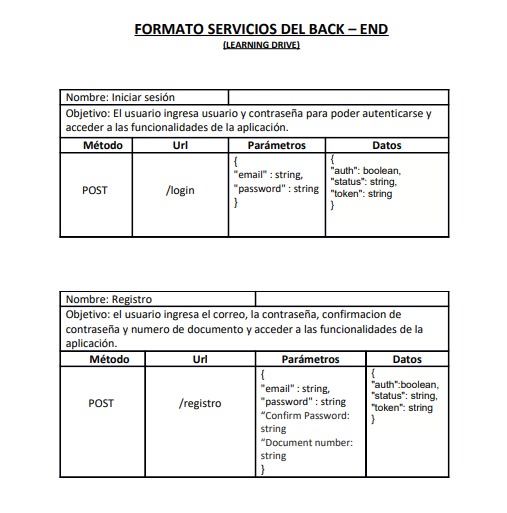 FORMATO SERVICIOS DEL BACK – END
(LEARNING DRIVE)
Nombre: Iniciar sesión
Objetivo: El usuario ingresa usuario y contraseña para poder autenticarse y
acceder a las funcionalidades de la aplicación.
Método Url Parámetros Datos
POST
/login
{
"email" : string,
"password" : string
}
{
"auth": boolean,
"status": string,
"token": string
}
Nombre: Registro
Objetivo: el usuario ingresa el correo, la contraseña, confirmacion de
contraseña y numero de documento y acceder a las funcionalidades de la
aplicación.
Método Url Parámetros Datos
POST
/registro
{
"email" : string,
"password" : string
“Confirm Password:
string
“Document number:
string
}
{
"auth":boolean,
"status": string,
"token": string
}